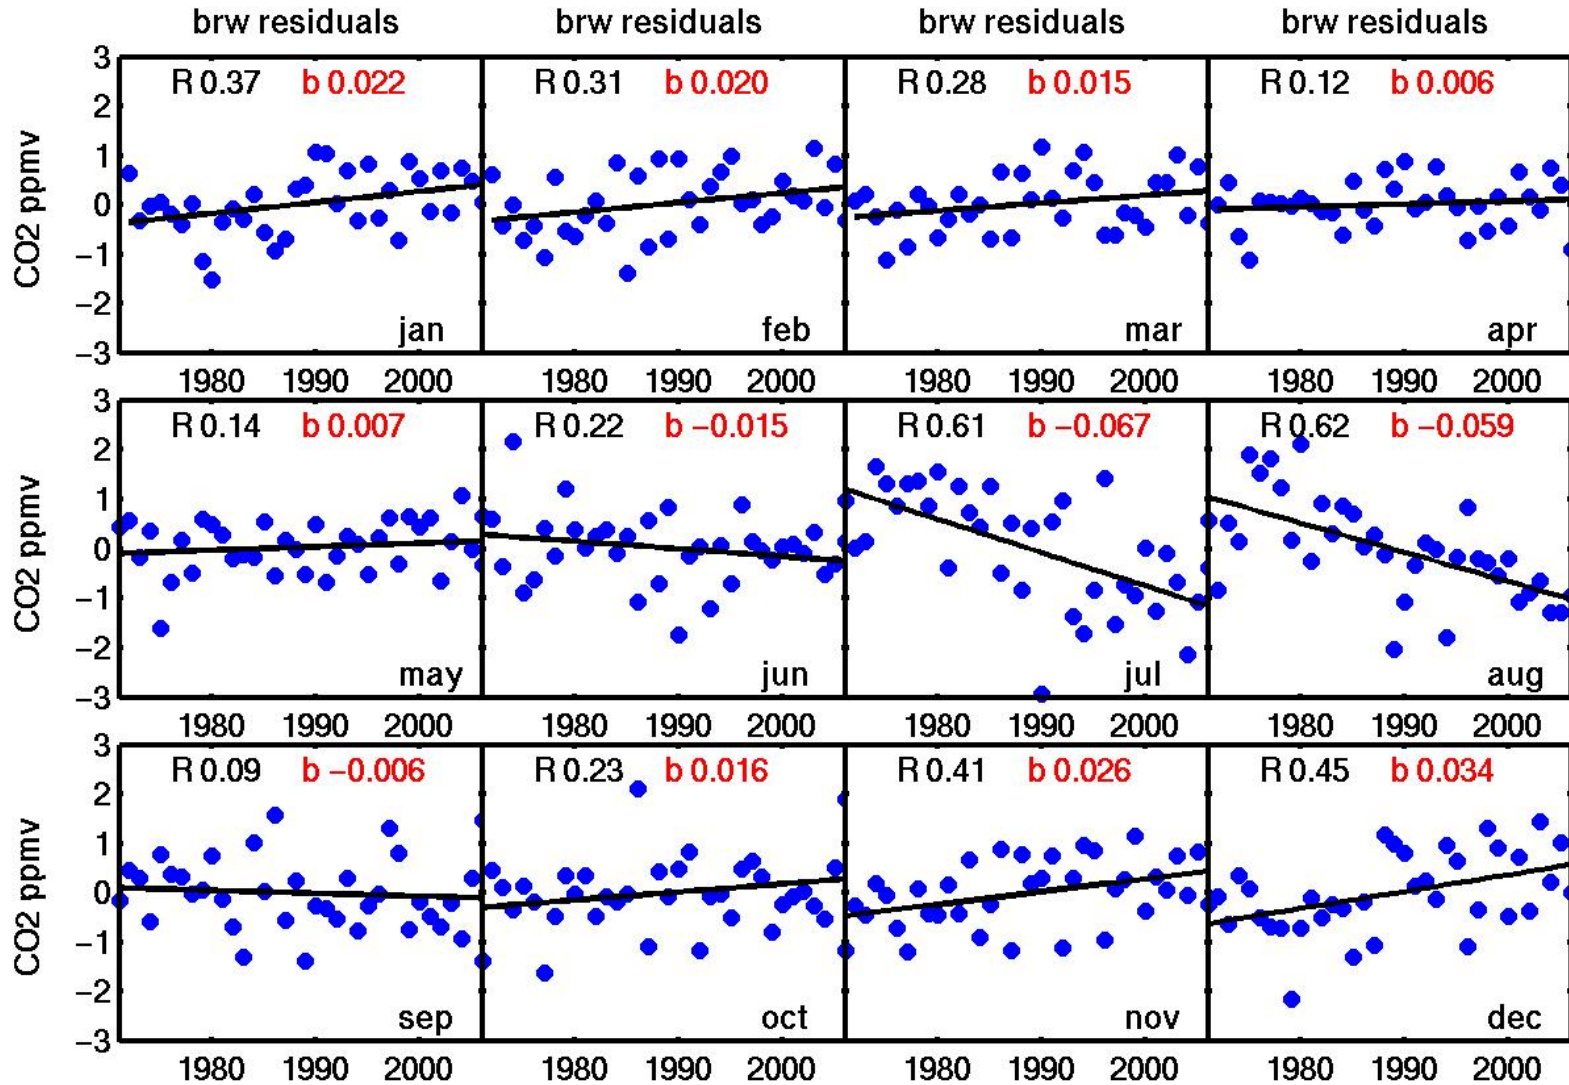 brw residuals brw residuals brw residuals brw residuals
3 R 0.37 b 0.022 R 0.31 b 0.020 R 0.28 b 0.015 R 0.12 b 0.006
2
1
0
−1
−2
−3
CO2 ppmv
jan feb mar apr
1980 1990 2000 1980 1990 2000 1980 1990 2000 1980 1990 2000
3 R 0.14 b 0.007 R 0.22 b −0.015 R 0.61 b −0.067 R 0.62 b −0.059
2
1
0
−1
−2
−3
CO2 ppmv
may jun jul aug
1980 1990 2000 1980 1990 2000 1980 1990 2000 1980 1990 2000
3 R 0.09 b −0.006 R 0.23 b 0.016 R 0.41 b 0.026 R 0.45 b 0.034
2
1
0
−1
−2
−3
CO2 ppmv
sep oct nov dec
1980 1990 2000 1980 1990 2000 1980 1990 2000 1980 1990 2000